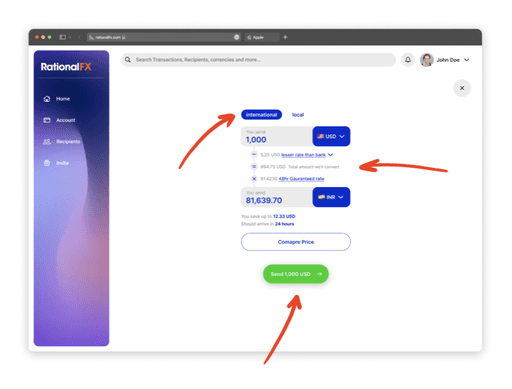 rationalfx.com
Apple
RationalFX
Search Transactions, Recipients, currencies and more...
John Doe
Home
Account
Recipients
Invite
international
local
You send
1,000
USD
5.25 USD lesser rate than bank
994.75 USD Total amount we'll convert
81.6230 48hr Gauranteed rate
You send
81,639.70
INR
You save up to 12.33 USD
Should arrive in 24 hours
Comapre Price
Send 1,000 USD